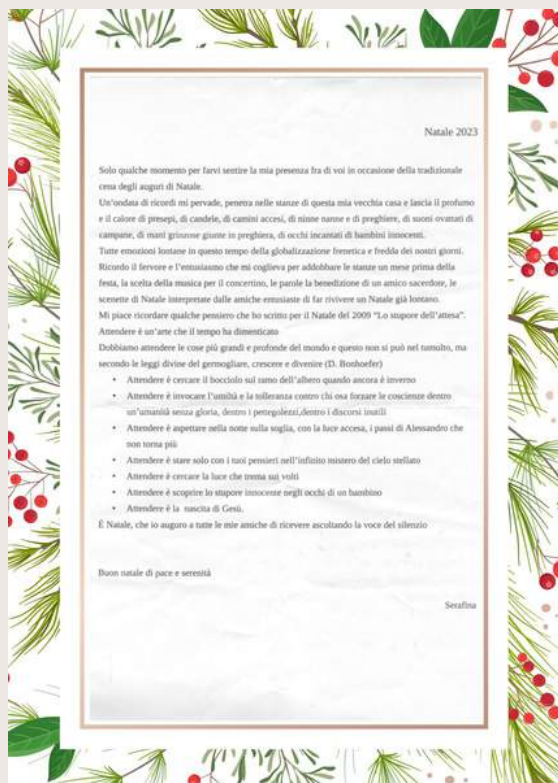 Natale 2023
Solo qualche momento per farvi sentire la mia presenza fra di voi in occasione della tradizionale
cena degli auguri di Natale.
Un'ondata di ricordi mi pervade, penetra nelle stanze di questa mia vecchia casa e lascia il profumo
e il calore di presepi, di candele, di camini accesi, di ninne nanne e di preghiere, di suoni ovattati di
campane, di mani grinzose giunte in preghiera, di occhi incantati di bambini innocenti.
Tutte emozioni lontane in questo tempo della globalizzazione frenetica e fredda dei nostri giorni.
Ricordo il fervore e l'entusiasmo che mi coglieva per addobbare le stanze un mese prima della
festa, la scelta della musica per il concertino, le parole la benedizione di un amico sacerdote, le
scenette di Natale interpretate dalle amiche entusiaste di far rivivere un Natale già lontano.
Mi piace ricordare qualche pensiero che ho scritto per il Natale del 2009 “Lo stupore dell'attesa”.
Attendere è un'arte che il tempo ha dimenticato
Dobbiamo attendere le cose più grandi e profonde del mondo e questo non si può nel tumulto, ma
secondo le leggi divine del germogliare, crescere e divenire (D. Bonhoefer)
• Attendere è cercare il bocciolo sul ramo dell'albero quando ancora è inverno
• Attendere è invocare l'umiltà e la tolleranza contro chi osa forzare le coscienze dentro
un'umanità senza gloria, dentro i pettegolezzi,dentro i discorsi inutili
• Attendere è aspettare nella notte sulla soglia, con la luce accesa, i passi di Alessandro che
non torna più
• Attendere è stare solo con i tuoi pensieri nell'infinito mistero del cielo stellato
• Attendere è cercare la luce che trema sui volti
• Attendere è scoprire lo stupore innocente negli occhi di un bambino
• Attendere è la nascita di Gesù.
È Natale, che io auguro a tutte le mie amiche di ricevere ascoltando la voce del silenzio
Buon natale di pace e serenità
Serafina